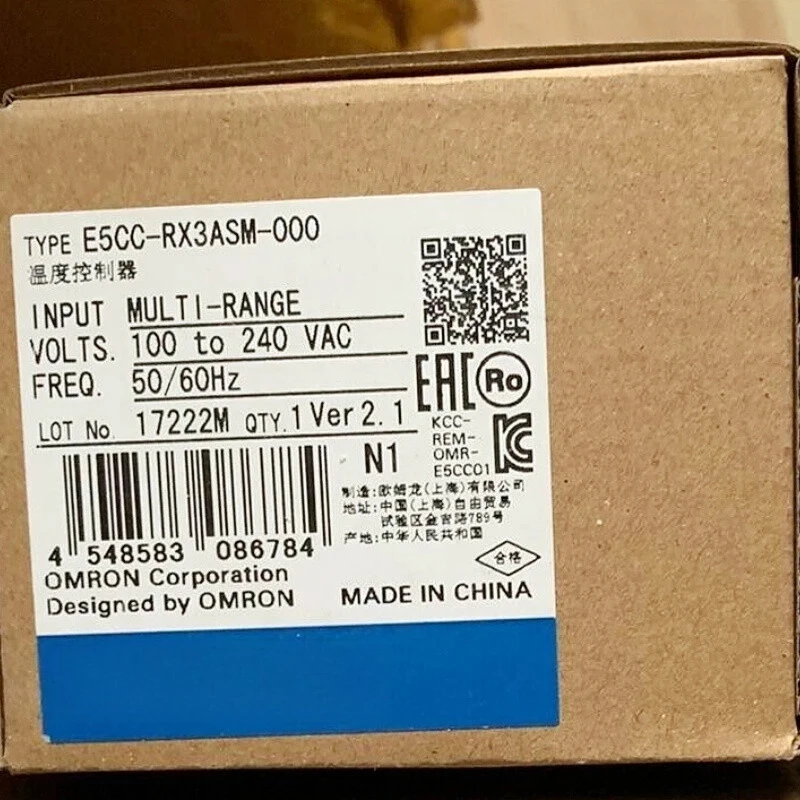 TYPE E5CC-RX3ASM-000
温度控制器
INPUT MULTI-RANGE
VOLTS. 100 to 240 VAC
FREQ. 50/60Hz
LOT No. 17222M QTY.1 Ver 2.1
EAC Ro
KCC-
REM-
OMR-
E5CC01
N1
制造:欧姆龙(上海)有限公司
地址:中国(上海)自由贸易
试验区金吉路789号
产地:中华人民共和国
合格
4 548583 086784
OMRON Corporation
Designed by OMRON
MADE IN CHINA